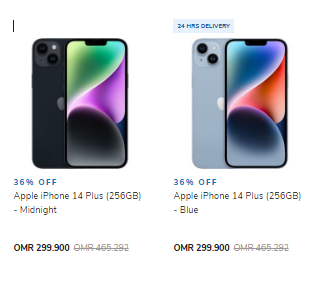 24 HRS DELIVERY
36% OFF
Apple iPhone 14 Plus (256GB)
- Midnight
OMR 299.900 OMR 465.292
36% OFF
Apple iPhone 14 Plus (256GB)
- Blue
OMR 299.900 OMR 465.292